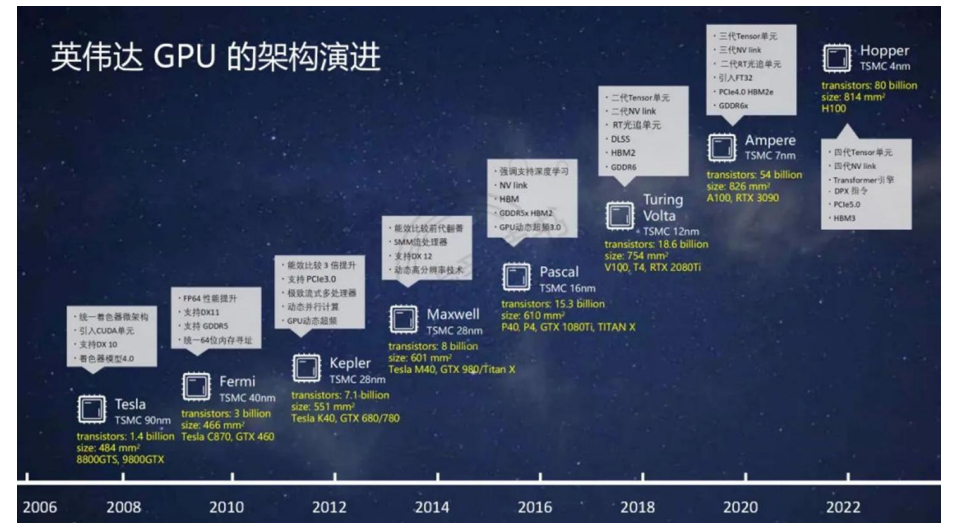 英伟达 GPU 的架构演进
· 统一着色器微架构
· 引入CUDA单元
· 支持DX 10
· 着色器模型4.0
Tesla
TSMC 90nm
transistors: 1.4 billion
size: 484 mm²
8800GTS, 9800GTX
· FP64 性能提升
· 支持DX11
· 支持 GDDR5
· 统一64位内存寻址
Fermi
TSMC 40nm
transistors: 3 billion
size: 466 mm²
Tesla C870, GTX 460
· 能效比较 3 倍提升
· 支持 PCIe3.0
· 极致流式多处理器
· 动态并行计算
· GPU动态超频
Kepler
TSMC 28nm
transistors: 7.1-billion
size: 551 mm²
Tesla K40, GTX 680/780
· 能效比较前代翻番
· SMM流处理器
· 支持DX 12
· 动态高分辨率技术
Maxwell
TSMC 28nm
transistors: 8 billion
size: 601 mm²
Tesla M40, GTX 980/Titan X
· 强调支持深度学习
· NV link
· HBM
· GDDR5x HBM2
· GPU动态超频3.0
Pascal
TSMC 16nm
transistors: 15.3 billion
size: 610 mm²
P40, P4, GTX 1080Ti, TITAN X
· 二代Tensor单元
· 二代NV link
· RT光追单元
· DLSS
· HBM2
· GDDR6
Turing
Volta
TSMC 12nm
transistors: 18.6 billion
size: 754 mm²
V100, T4, RTX 2080Ti
· 三代Tensor单元
· 三代NV link
· 二代RT光追单元
· 引入FT32
· PCIe4.0 HBM2e
· GDDR6x
Ampere
TSMC 7nm
transistors: 54 billion
size: 826 mm²
A100, RTX 3090
Hopper
TSMC 4nm
transistors: 80 billion
size: 814 mm²
H100
· 四代Tensor单元
· 四代NV link
· Transformer引擎
· DPX 指令
· PCIe5.0
· HBM3
2006 2008 2010 2012 2014 2016 2018 2020 2022